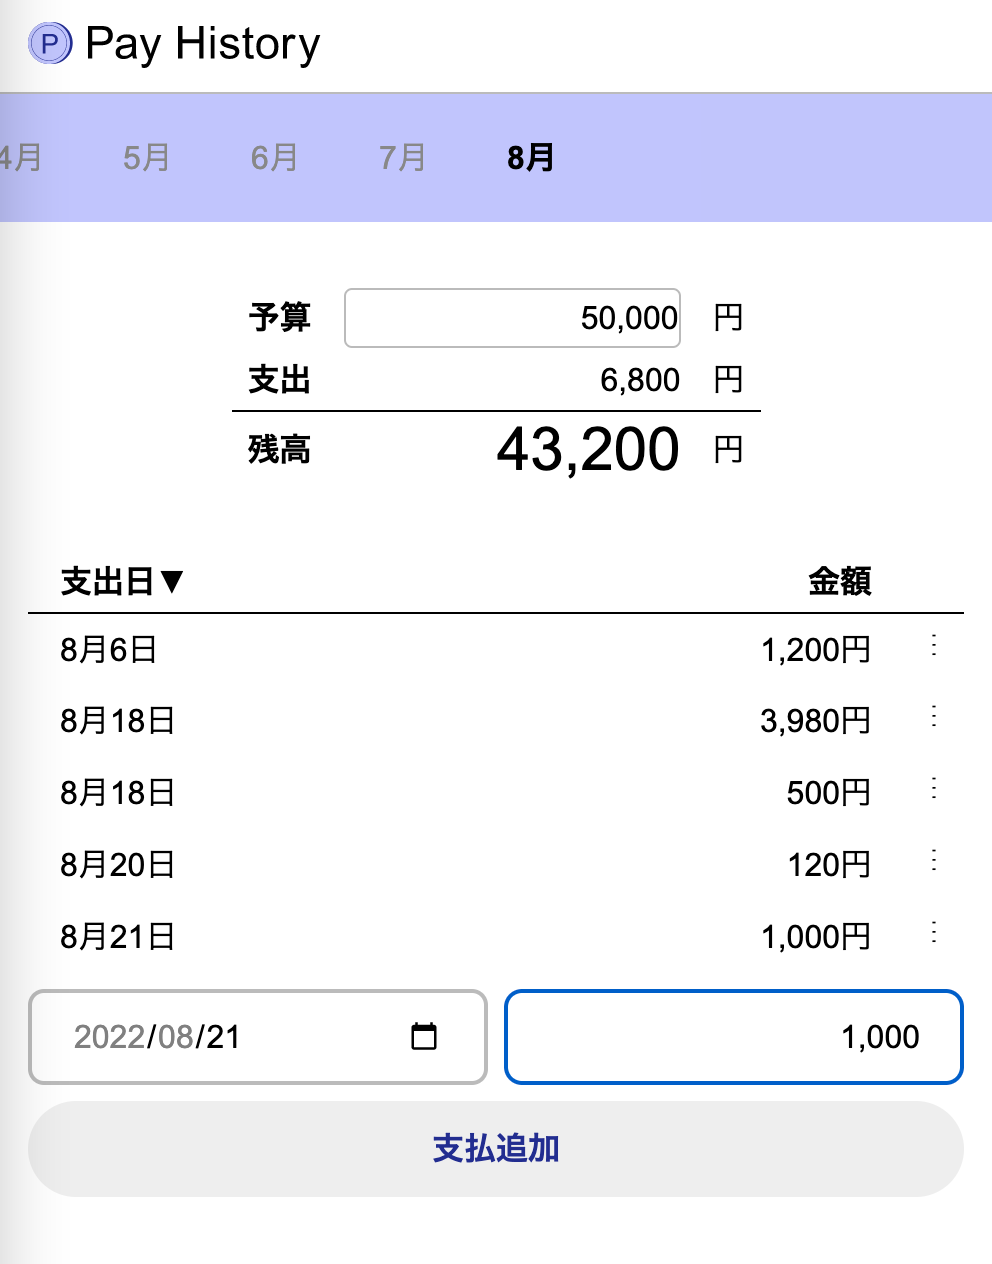 P Pay History
4月 5月 6月 7月 8月
予算 50,000 円
支出 6,800 円
残高 43,200 円
支出日▼ 金額
8月6日 1,200円 ⋮
8月18日 3,980円 ⋮
8月18日 500円 ⋮
8月20日 120円 ⋮
8月21日 1,000円 ⋮
2022/08/21 1,000
支払追加